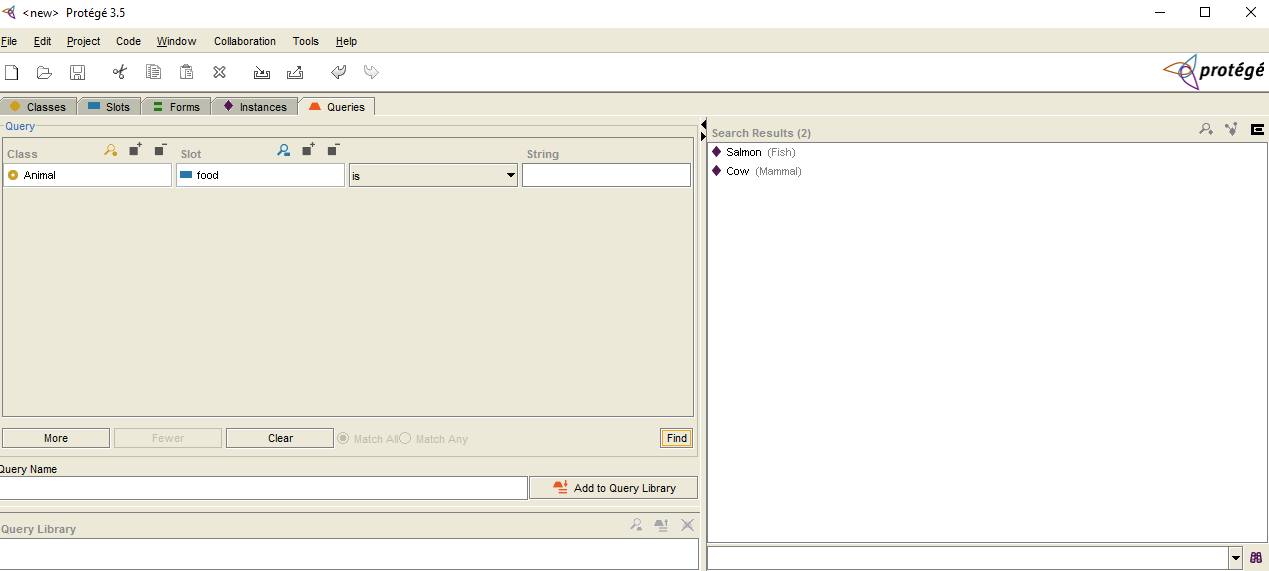 <new> Protégé 3.5
File Edit Project Code Window Collaboration Tools Help
protégé
Classes Slots Forms Instances Queries
Query
Class Slot String
Animal food is
More Fewer Clear Match All Match Any Find
Query Name
Add to Query Library
Query Library
Search Results (2)
Salmon (Fish)
Cow (Mammal)